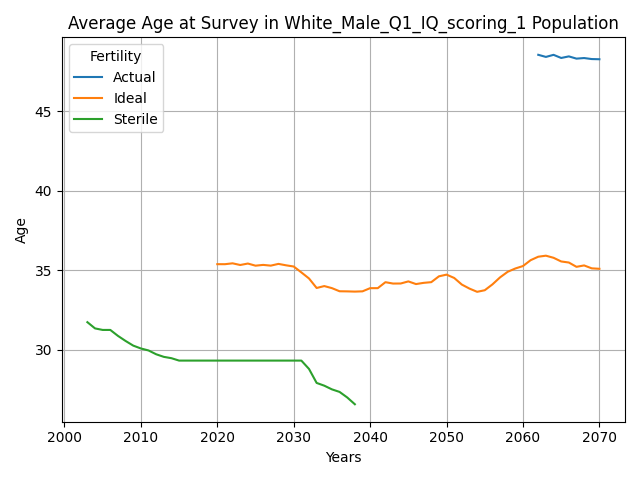 Average Age at Survey in White_Male_Q1_IQ_scoring_1 Population
Fertility
Actual
Ideal
Sterile
45
40
35
30
Age
2000 2010 2020 2030 2040 2050 2060 2070
Years